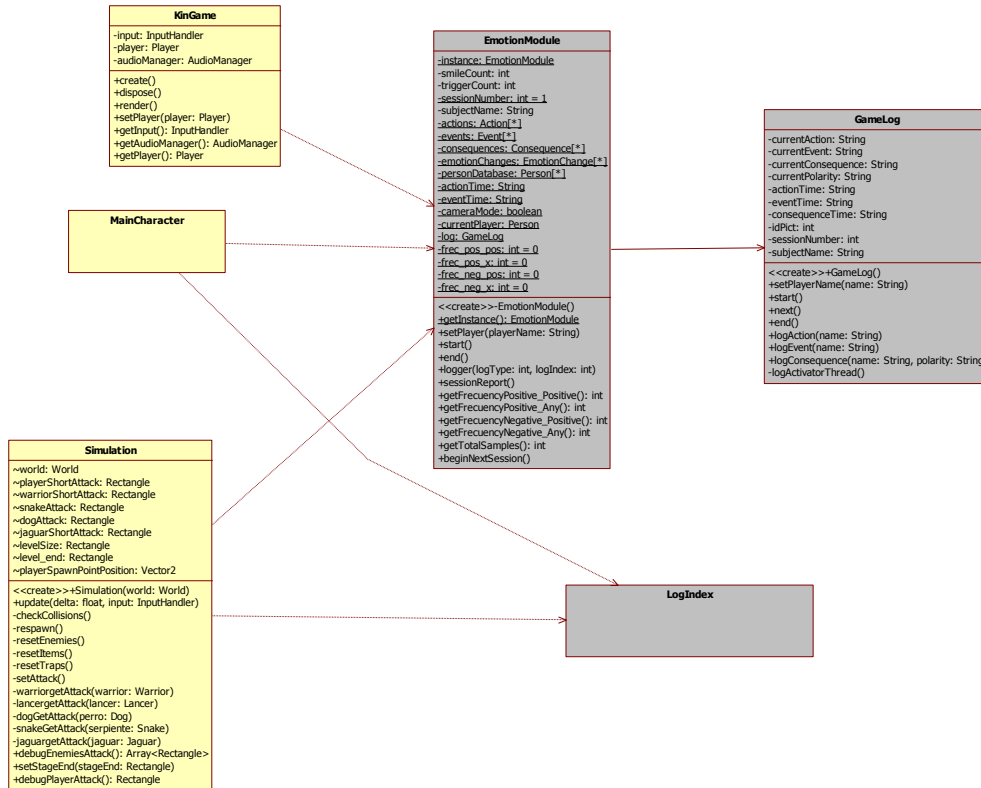 KinGame
-input: InputHandler
-player: Player
-audioManager: AudioManager
+create()
+dispose()
+render()
+setPlayer(player: Player)
+getInput(): InputHandler
+getAudioManager(): AudioManager
+getPlayer(): Player
MainCharacter
EmotionModule
-instance: EmotionModule
-smileCount: int
-triggerCount: int
-sessionNumber: int = 1
-subjectName: String
-actions: Action[*]
-events: Event[*]
-consequences: Consequence[*]
-emotionChanges: EmotionChange[*]
-personDatabase: Person[*]
-actionTime: String
-eventTime: String
-cameraMode: boolean
-currentPlayer: Person
-log: GameLog
-frec_pos_pos: int = 0
-frec_pos_x: int = 0
-frec_neg_pos: int = 0
-frec_neg_x: int = 0
<<create>>-EmotionModule()
+getInstance(): EmotionModule
+setPlayer(playerName: String)
+start()
+end()
+logger(logType: int, logIndex: int)
+sessionReport()
+getFrecuencyPositive_Positive(): int
+getFrecuencyPositive_Any(): int
+getFrecuencyNegative_Positive(): int
+getFrecuencyNegative_Any(): int
+getTotalSamples(): int
+beginNextSession()
GameLog
-currentAction: String
-currentEvent: String
-currentConsequence: String
-currentPolarity: String
-actionTime: String
-eventTime: String
-consequenceTime: String
-idPict: int
-sessionNumber: int
-subjectName: String
<<create>>+GameLog()
+setPlayerName(name: String)
+start()
+next()
+end()
+logAction(name: String)
+logEvent(name: String)
+logConsequence(name: String, polarity: String
-logActivatorThread()
Simulation
~world: World
~playerShortAttack: Rectangle
~warriorShortAttack: Rectangle
~snakeAttack: Rectangle
~dogAttack: Rectangle
~jaguarShortAttack: Rectangle
~levelSize: Rectangle
~level_end: Rectangle
~playerSpawnPointPosition: Vector2
<<create>>+Simulation(world: World)
+update(delta: float, input: InputHandler)
-checkCollisions()
-respawn()
-resetEnemies()
-resetItems()
-resetTraps()
-setAttack()
-warriorgetAttack(warrior: Warrior)
-lancergetAttack(lancer: Lancer)
-dogGetAttack(perro: Dog)
-snakeGetAttack(serpiente: Snake)
-jaguargetAttack(jaguar: Jaguar)
+debugEnemiesAttack(): Array<Rectangle>
+setStageEnd(stageEnd: Rectangle)
+debugPlayerAttack(): Rectangle
LogIndex